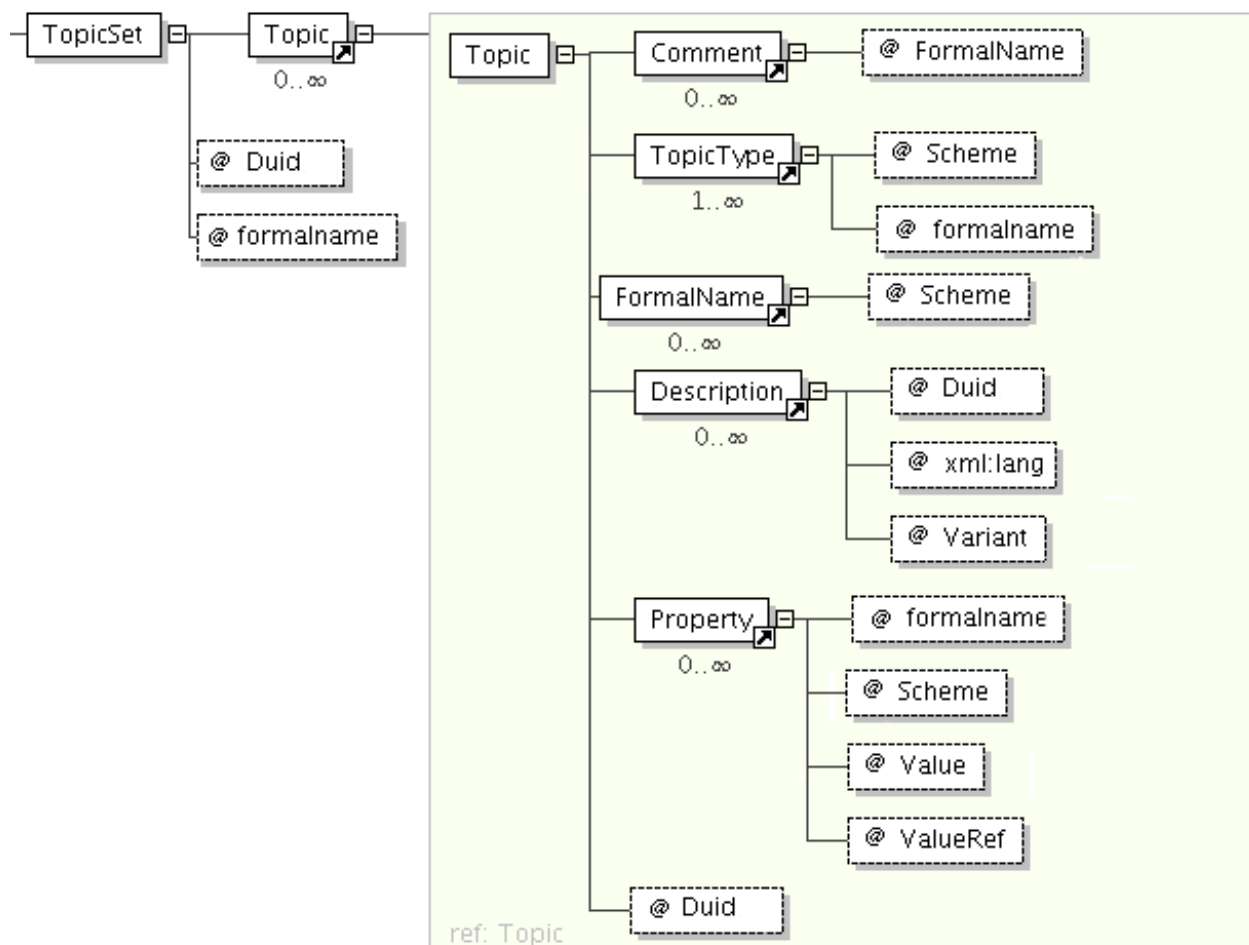 TopicSet
Topic
0..∞
@ Duid
@ formalname
Topic
Comment
0..∞
@ FormalName
TopicType
1..∞
@ Scheme
@ formalname
FormalName
0..∞
@ Scheme
Description
0..∞
@ Duid
@ xml:lang
@ Variant
Property
0..∞
@ formalname
@ Scheme
@ Value
@ ValueRef
@ Duid
ref: Topic